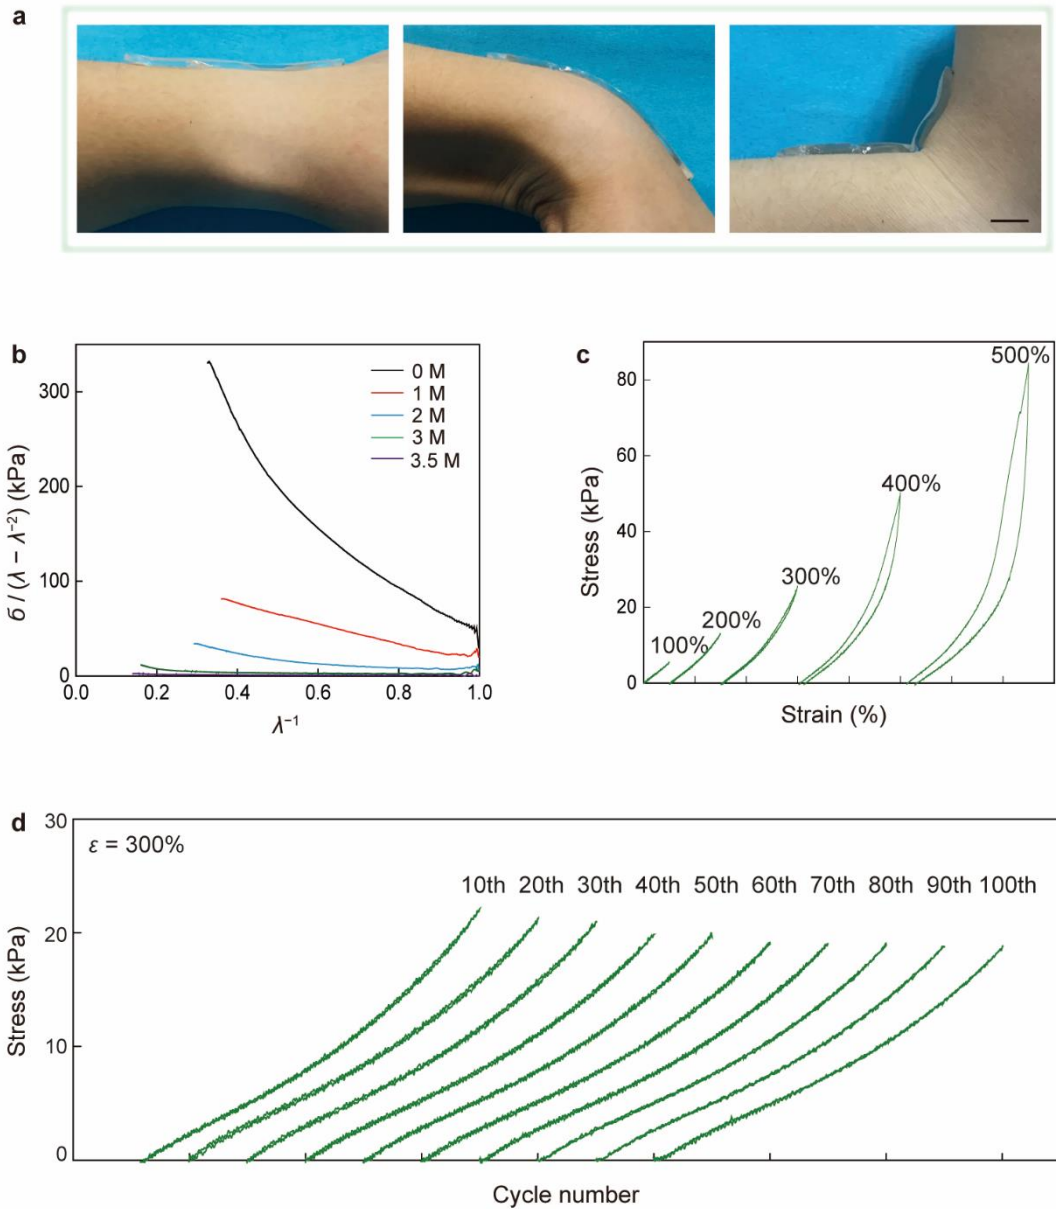 a
b
б / (λ − λ⁻²) (kPa)
300
200
100
0
0.0 0.2 0.4 0.6 0.8 1.0
λ⁻¹
0 M
1 M
2 M
3 M
3.5 M
c
Stress (kPa)
80
60
40
20
0
100%
200%
300%
400%
500%
Strain (%)
d
ε = 300%
Stress (kPa)
30
20
10
0
10th 20th 30th 40th 50th 60th 70th 80th 90th 100th
Cycle number